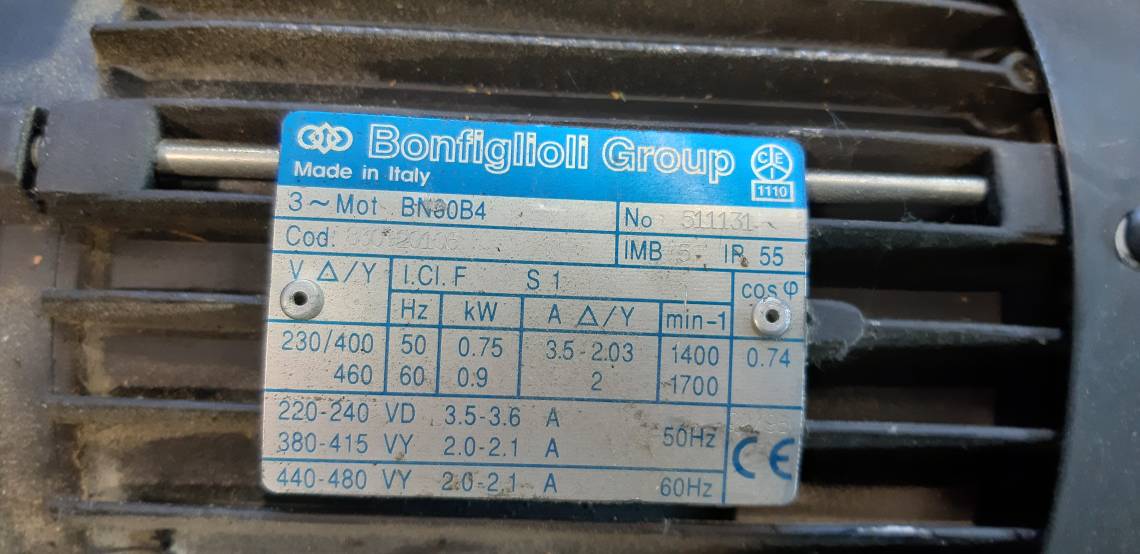 Bonfiglioli Group
Made in Italy
C E I
1110
3~Mot BN80B4
No 511131
Cod.
IMB 5 IP 55
V Δ/Y I.Cl. F S 1 cos φ
Hz kW A Δ/Y min-1
230/400 50 0.75 3.5-2.03 1400 0.74
460 60 0.9 2 1700
220-240 VD 3.5-3.6 A
380-415 VY 2.0-2.1 A 50Hz
440-480 VY 2.0-2.1 A 60Hz
CE